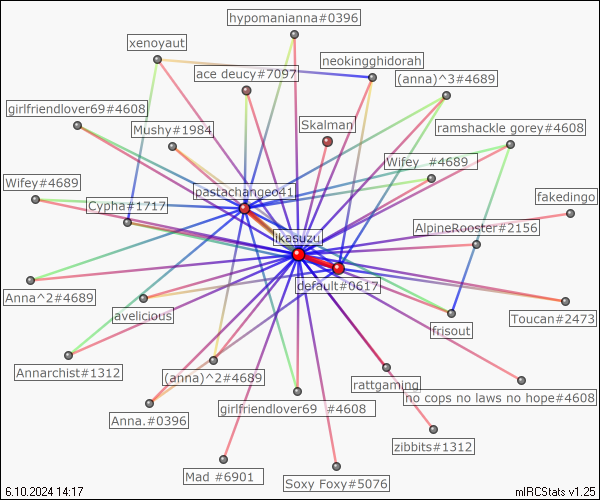 hypomanianna#0396
xenoyaut
neokingghidorah
ace deucy#7097
(anna)^3#4689
girlfriendlover69#4608
Mushy#1984
Skalman
ramshackle gorey#4608
Wifey #4689
Wifey#4689
pastachangeo41
fakedingo
Cypha#1717
AlpineRooster#2156
ikasuzu
default#0617
Anna^2#4689
avelicious
Toucan#2473
frisout
Annarchist#1312
(anna)^2#4689
rattgaming
no cops no laws no hope#4608
girlfriendlover69 #4608
Anna.#0396
zibbits#1312
Mad #6901
Soxy Foxy#5076
6.10.2024 14:17
mIRCStats v1.25